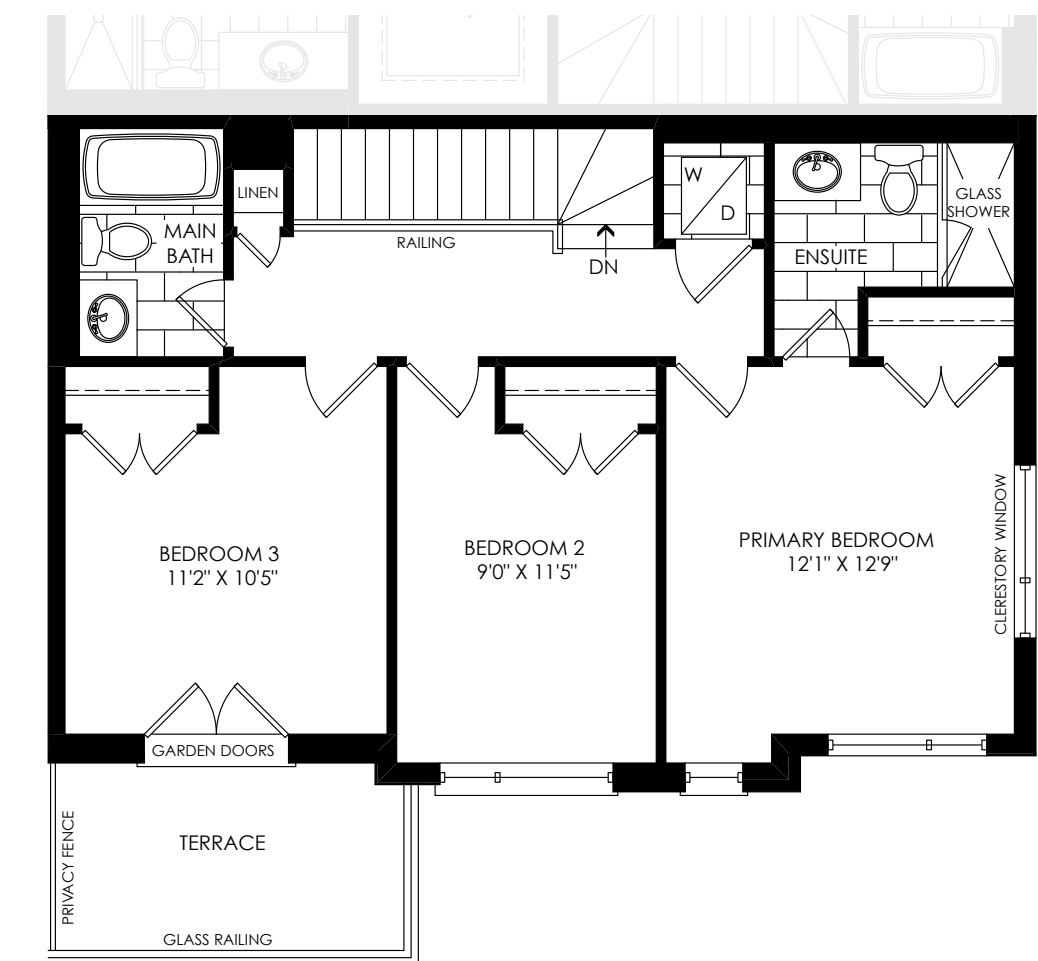 LINEN
MAIN
BATH
RAILING
DN
W
D
ENSUITE
GLASS
SHOWER
BEDROOM 3
11'2" X 10'5"
BEDROOM 2
9'0" X 11'5"
PRIMARY BEDROOM
12'1" X 12'9"
CLERESTORY WINDOW
GARDEN DOORS
TERRACE
PRIVACY FENCE
GLASS RAILING